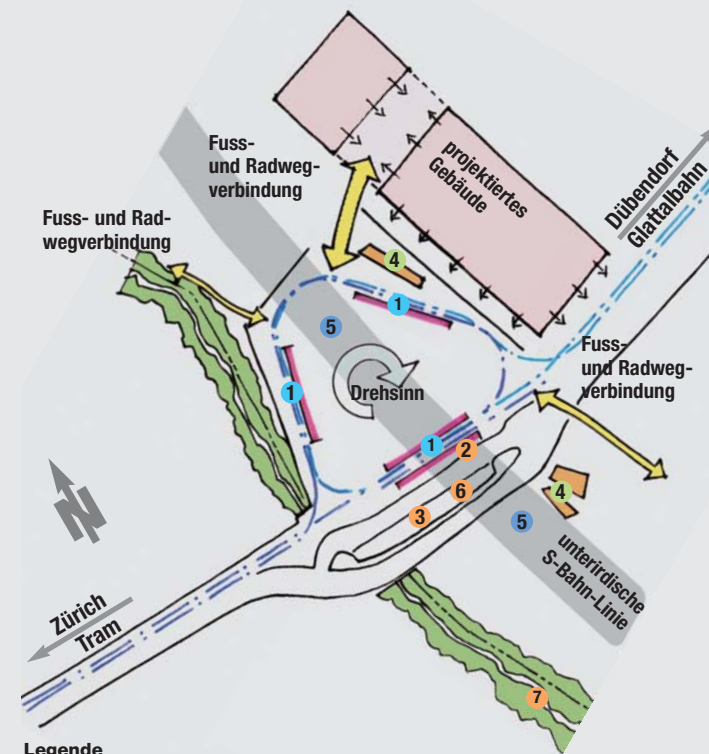 Fuss-
und Radweg-
verbindung
projektiertes
Gebäude
Dübendorf
Glattalbahn
Fuss- und Rad-
wegverbindung
4
1
5
Fuss-
und Radweg-
verbindung
Drehsinn
1
1
2
4
6
3
5
N
unterirdische
S-Bahn-Linie
Zürich
Tram
7
Legende